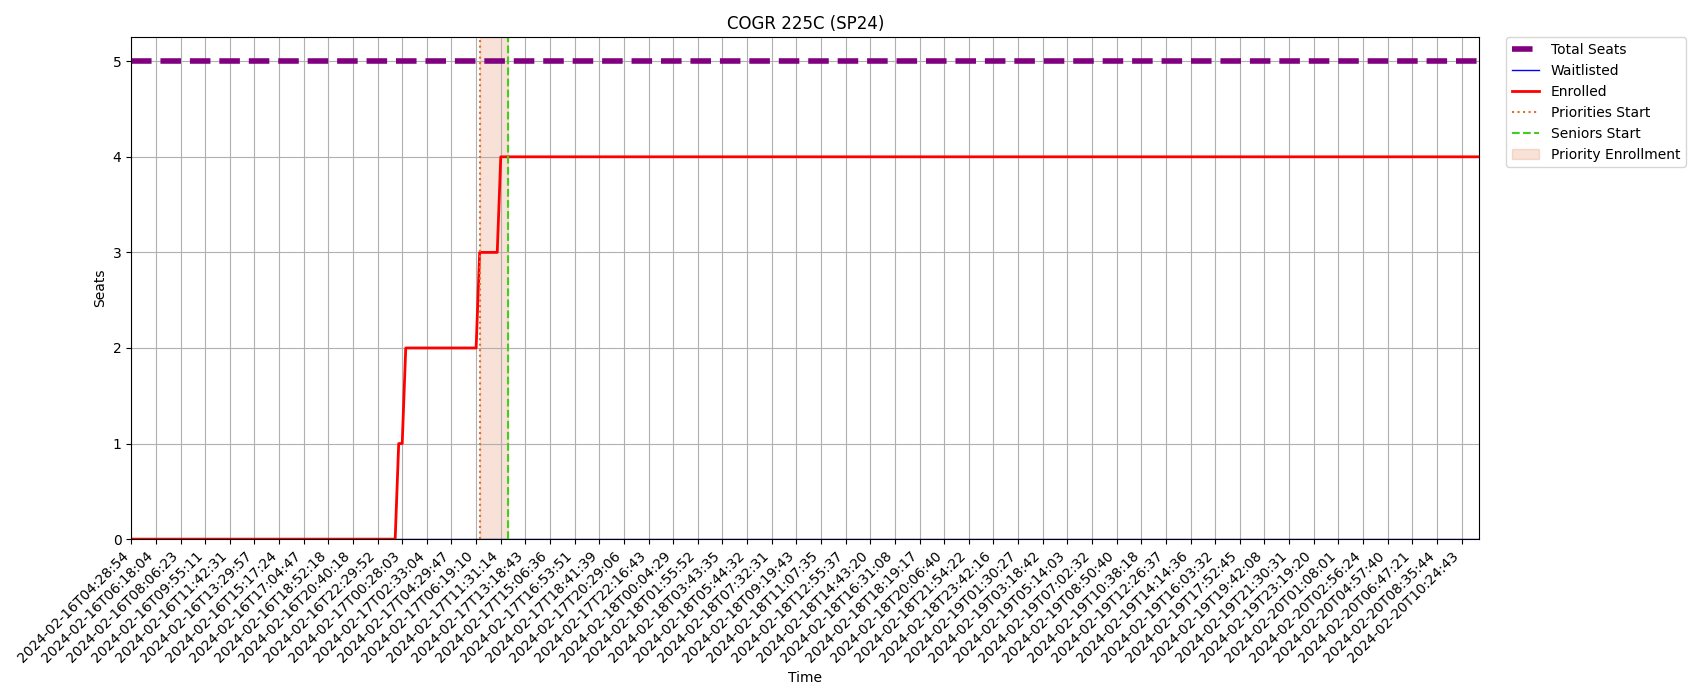 COGR 225C (SP24)
Total Seats
Waitlisted
Enrolled
Priorities Start
Seniors Start
Priority Enrollment
Seats
5
4
3
2
1
0
2024-02-16T04:28:54
2024-02-16T06:18:04
2024-02-16T08:06:23
2024-02-16T09:55:11
2024-02-16T11:42:31
2024-02-16T13:29:57
2024-02-16T15:17:24
2024-02-16T17:04:47
2024-02-16T18:52:18
2024-02-16T20:40:18
2024-02-16T22:29:52
2024-02-17T00:28:03
2024-02-17T02:33:04
2024-02-17T04:29:47
2024-02-17T06:19:10
2024-02-17T11:31:14
2024-02-17T13:18:43
2024-02-17T15:06:36
2024-02-17T16:53:51
2024-02-17T18:41:39
2024-02-17T20:29:06
2024-02-17T22:16:43
2024-02-18T00:04:29
2024-02-18T01:55:52
2024-02-18T03:43:35
2024-02-18T05:44:32
2024-02-18T07:32:31
2024-02-18T09:19:43
2024-02-18T11:07:35
2024-02-18T12:55:37
2024-02-18T14:43:20
2024-02-18T16:31:08
2024-02-18T18:19:17
2024-02-18T20:06:40
2024-02-18T21:54:22
2024-02-18T23:42:16
2024-02-19T01:30:27
2024-02-19T03:18:42
2024-02-19T05:14:03
2024-02-19T07:02:32
2024-02-19T08:50:40
2024-02-19T10:38:18
2024-02-19T12:26:37
2024-02-19T14:14:36
2024-02-19T16:03:32
2024-02-19T17:52:45
2024-02-19T19:42:08
2024-02-19T21:30:31
2024-02-19T23:19:20
2024-02-20T01:08:01
2024-02-20T02:56:24
2024-02-20T04:57:40
2024-02-20T06:47:21
2024-02-20T08:35:44
2024-02-20T10:24:43
Time